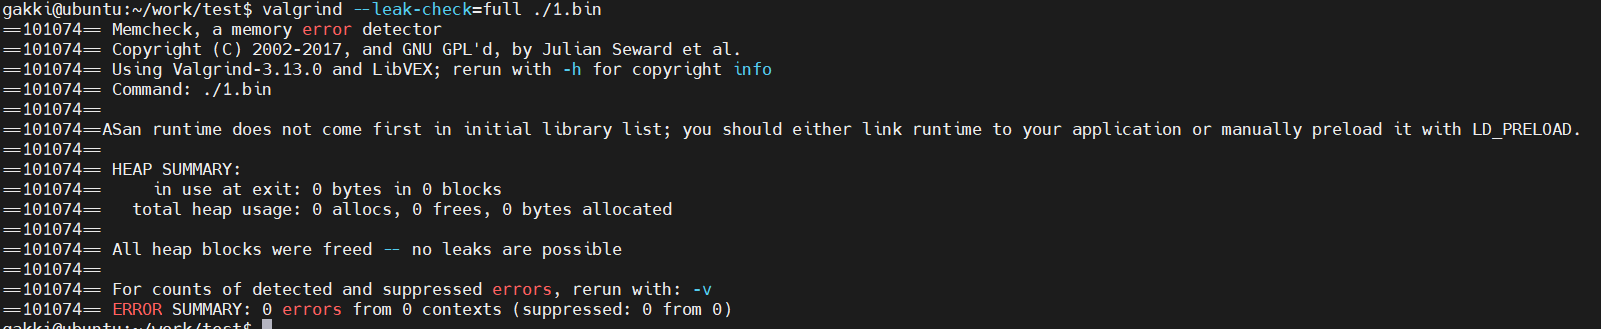 gakki@ubuntu:~/work/test$ valgrind --leak-check=full ./1.bin
==101074== Memcheck, a memory error detector
==101074== Copyright (C) 2002-2017, and GNU GPL'd, by Julian Seward et al.
==101074== Using Valgrind-3.13.0 and LibVEX; rerun with -h for copyright info
==101074== Command: ./1.bin
==101074==
==101074==ASan runtime does not come first in initial library list; you should either link runtime to your application or manually preload it with LD_PRELOAD.
==101074==
==101074== HEAP SUMMARY:
==101074==     in use at exit: 0 bytes in 0 blocks
==101074==   total heap usage: 0 allocs, 0 frees, 0 bytes allocated
==101074==
==101074== All heap blocks were freed -- no leaks are possible
==101074==
==101074== For counts of detected and suppressed errors, rerun with: -v
==101074== ERROR SUMMARY: 0 errors from 0 contexts (suppressed: 0 from 0)
gakki@ubuntu:~/work/test$